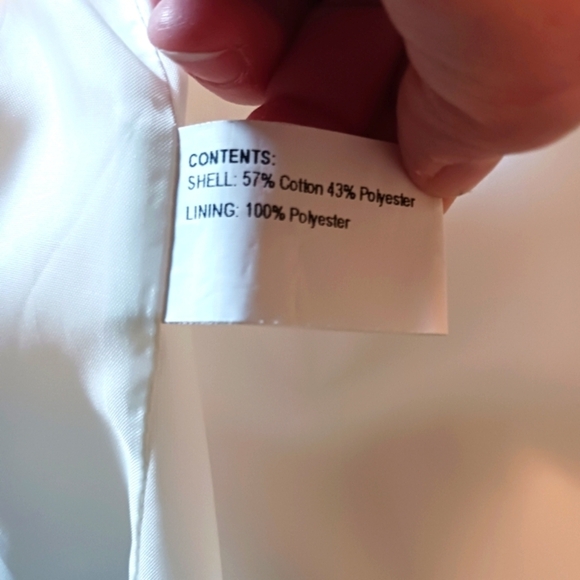 CONTENTS:
SHELL: 57% Cotton 43% Polyester
LINING: 100% Polyester